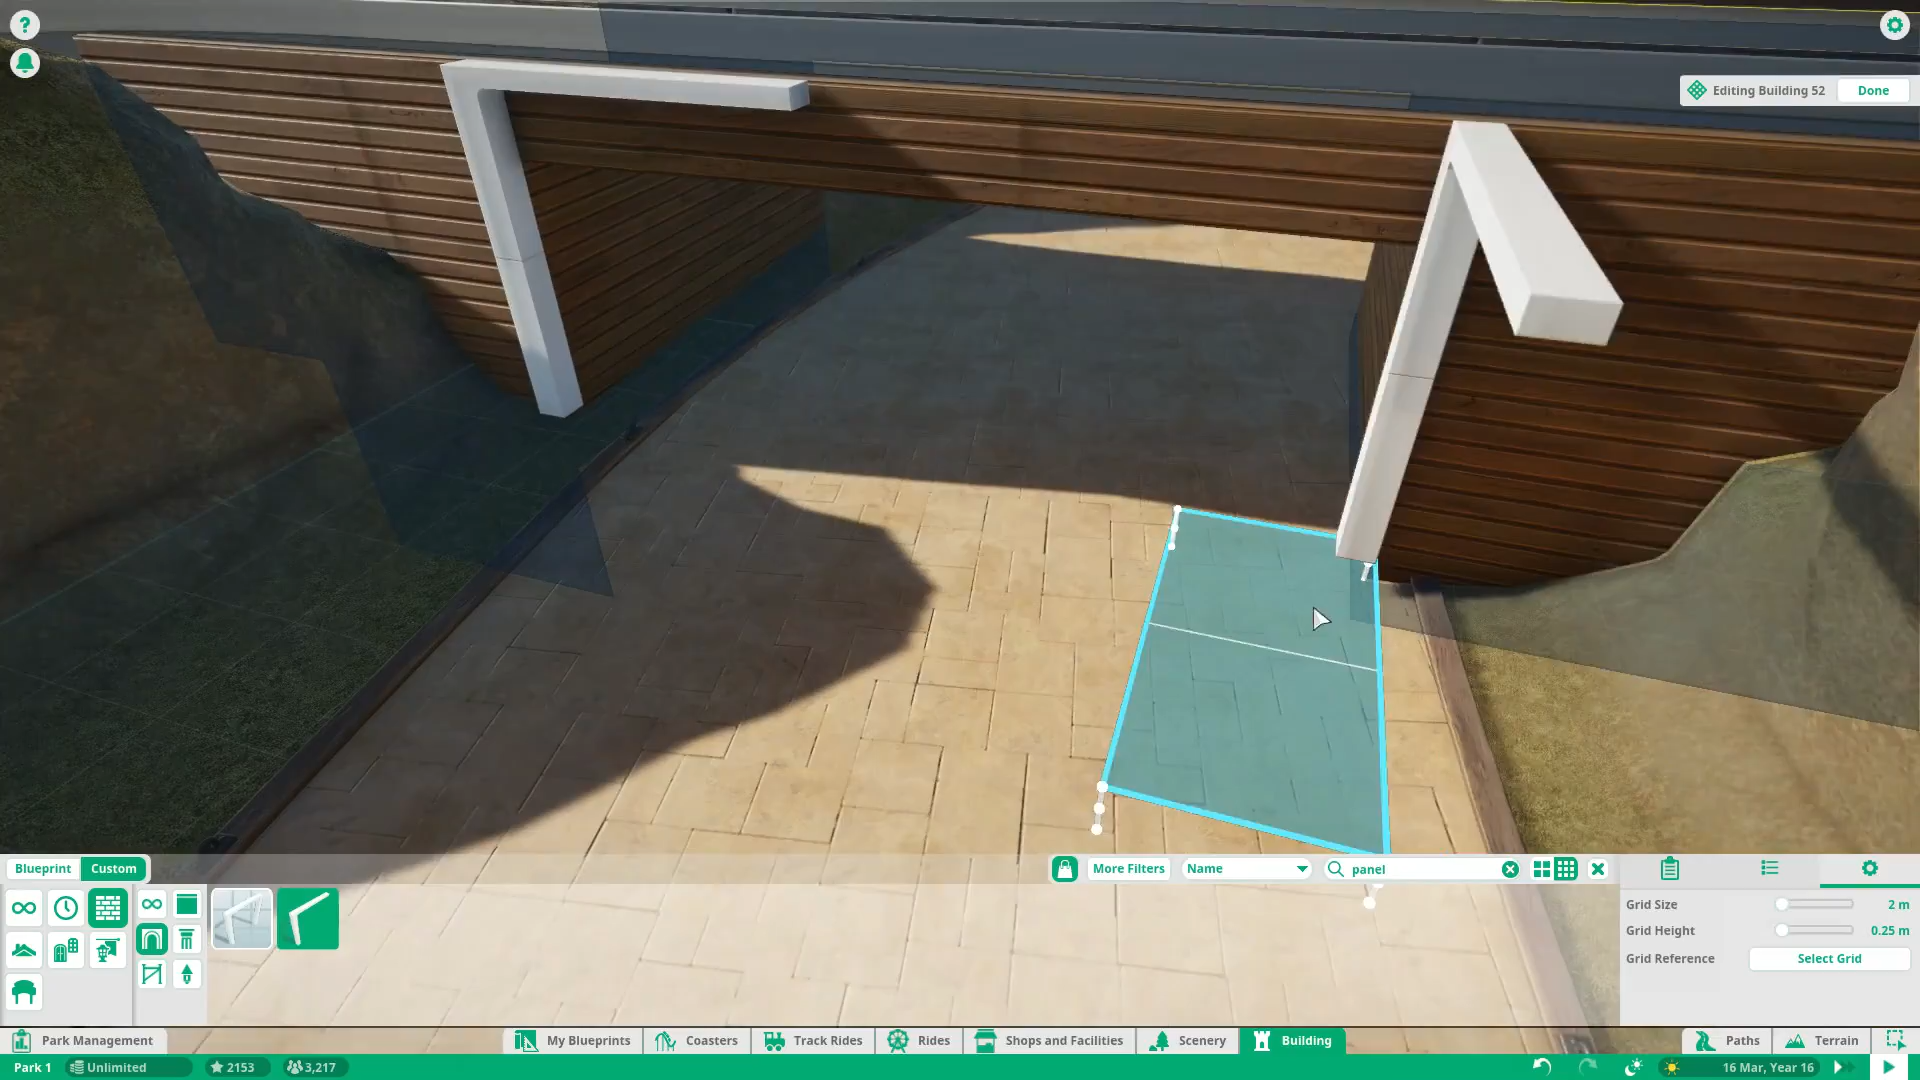 ?
Editing Building 52 Done
Blueprint Custom
More Filters Name panel
Grid Size 2 m
Grid Height 0.25 m
Grid Reference Select Grid
Park Management My Blueprints Coasters Track Rides Rides Shops and Facilities Scenery Building Paths Terrain
Park 1 Unlimited 2153 3,217 16 Mar, Year 16